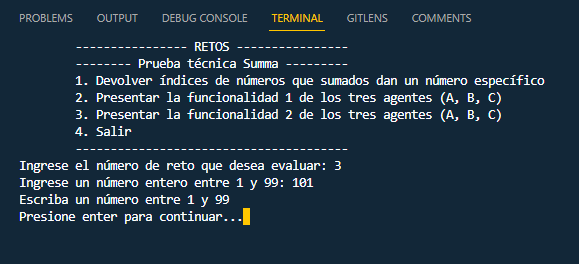 PROBLEMS OUTPUT DEBUG CONSOLE TERMINAL GITLENS COMMENTS
---------------- RETOS ----------------
-------- Prueba técnica Summa ---------
1. Devolver índices de números que sumados dan un número específico
2. Presentar la funcionalidad 1 de los tres agentes (A, B, C)
3. Presentar la funcionalidad 2 de los tres agentes (A, B, C)
4. Salir
---------------------------------------
Ingrese el número de reto que desea evaluar: 3
Ingrese un número entero entre 1 y 99: 101
Escriba un número entre 1 y 99
Presione enter para continuar...